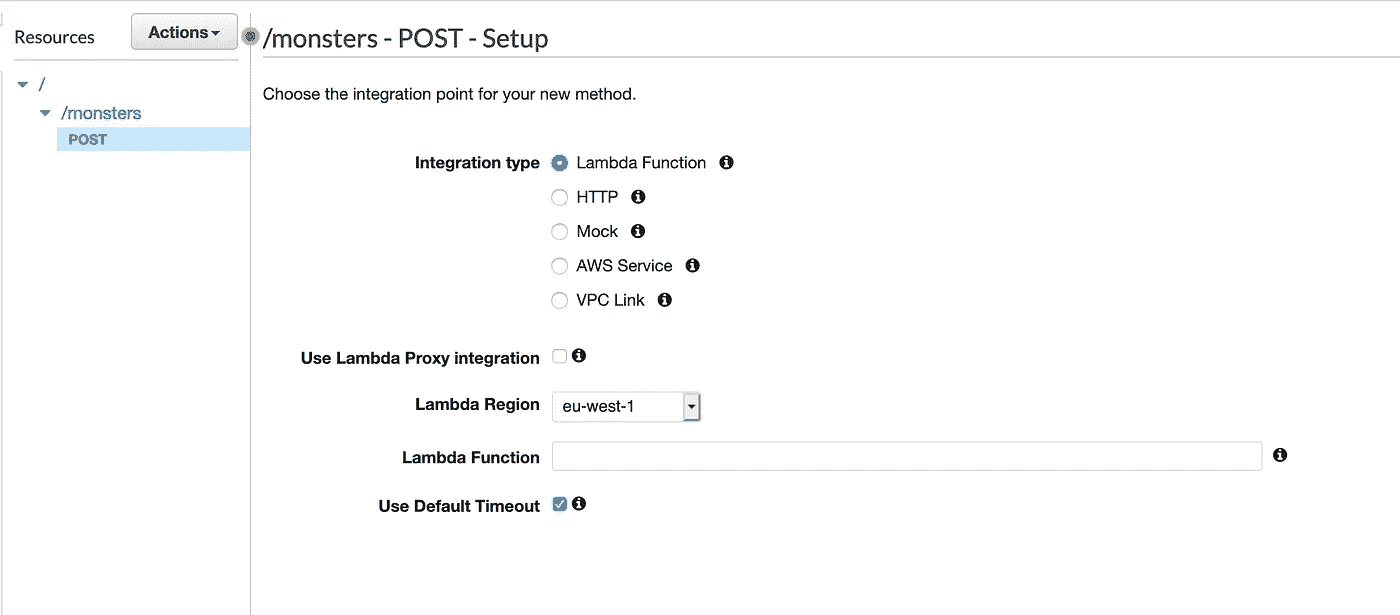 Resources
Actions
/
/monsters
POST
/monsters - POST - Setup
Choose the integration point for your new method.
Integration type
Lambda Function
HTTP
Mock
AWS Service
VPC Link
Use Lambda Proxy integration
Lambda Region eu-west-1
Lambda Function
Use Default Timeout